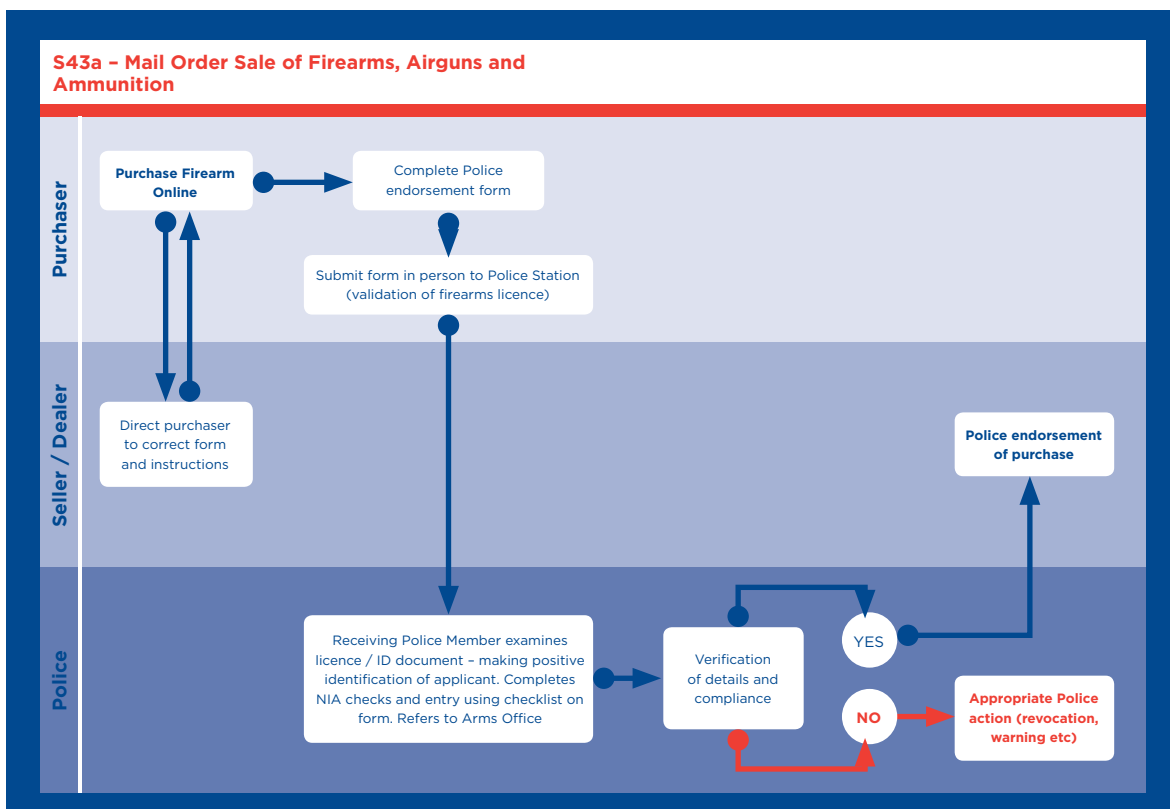 S43a – Mail Order Sale of Firearms, Airguns and
Ammunition
Purchaser
Purchase Firearm
Online
Complete Police
endorsement form
Submit form in person to Police Station
(validation of firearms licence)
Seller / Dealer
Direct purchaser
to correct form
and instructions
Police endorsement
of purchase
Police
Receiving Police Member examines
licence / ID document – making positive
identification of applicant. Completes
NIA checks and entry using checklist on
form. Refers to Arms Office
Verification
of details and
compliance
YES
NO
Appropriate Police
action (revocation,
warning etc)